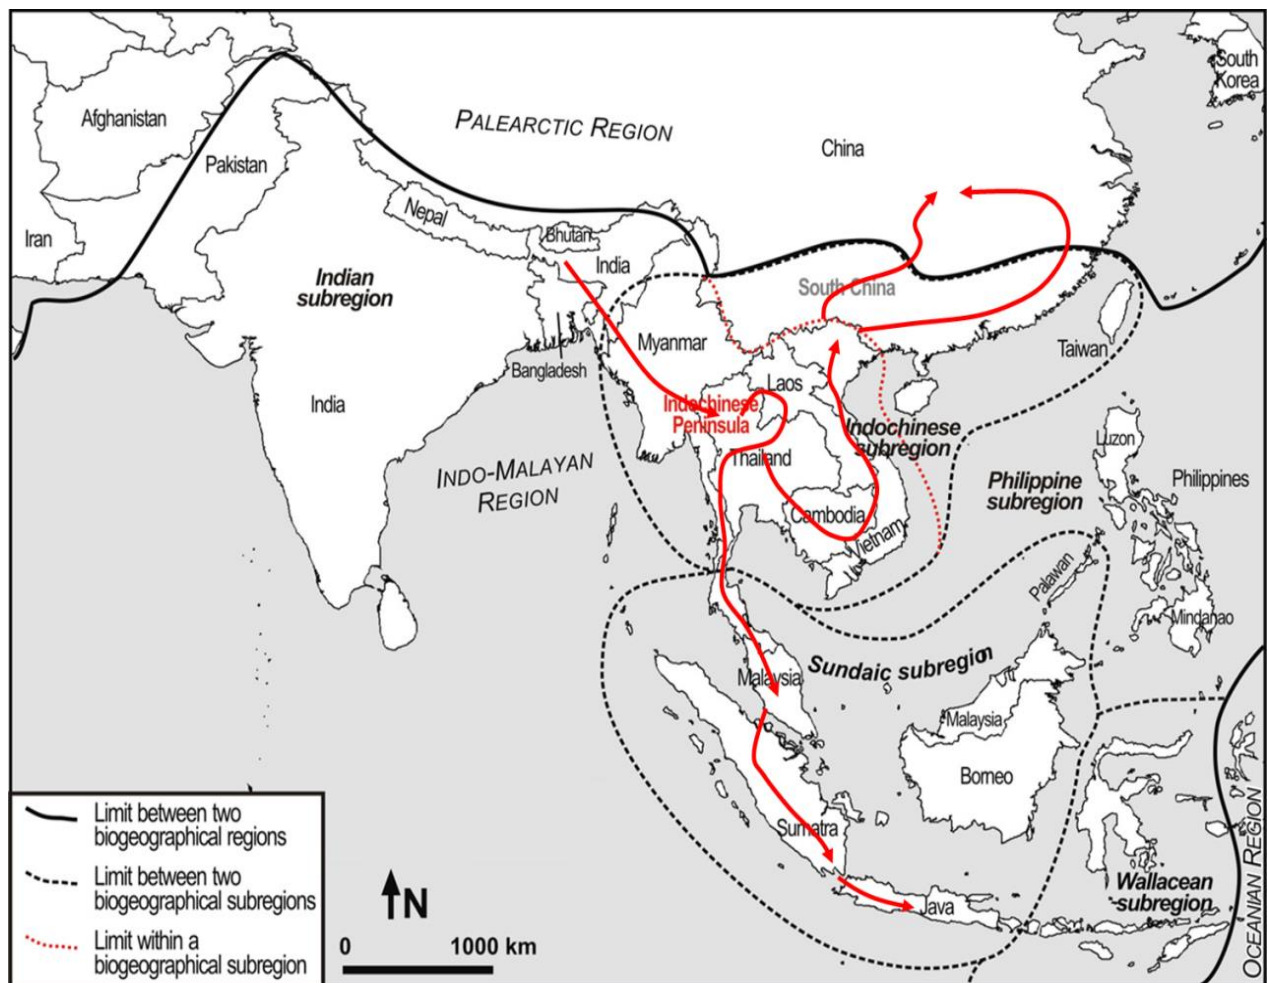 South
Korea
Afghanistan
PALEARCTIC REGION
China
Pakistan
Nepal
Iran
Bhutan
India
Indian
subregion
South China
Myanmar
Taiwan
Bangladesh
Laos
India
Indochinese
Peninsula
Indochinese
subregion
Luzon
Thailand
INDO-MALAYAN
REGION
Philippine
subregion
Philippines
Cambodia
Vietnam
Palawan
Mindanao
Sundaic subregion
Malaysia
Malaysia
Borneo
Sumatra
Java
Wallacean
subregion
OCEANIAN REGION
Limit between two
biogeographical regions
Limit between two
biogeographical subregions
Limit within a
biogeographical subregion
N
0 1000 km